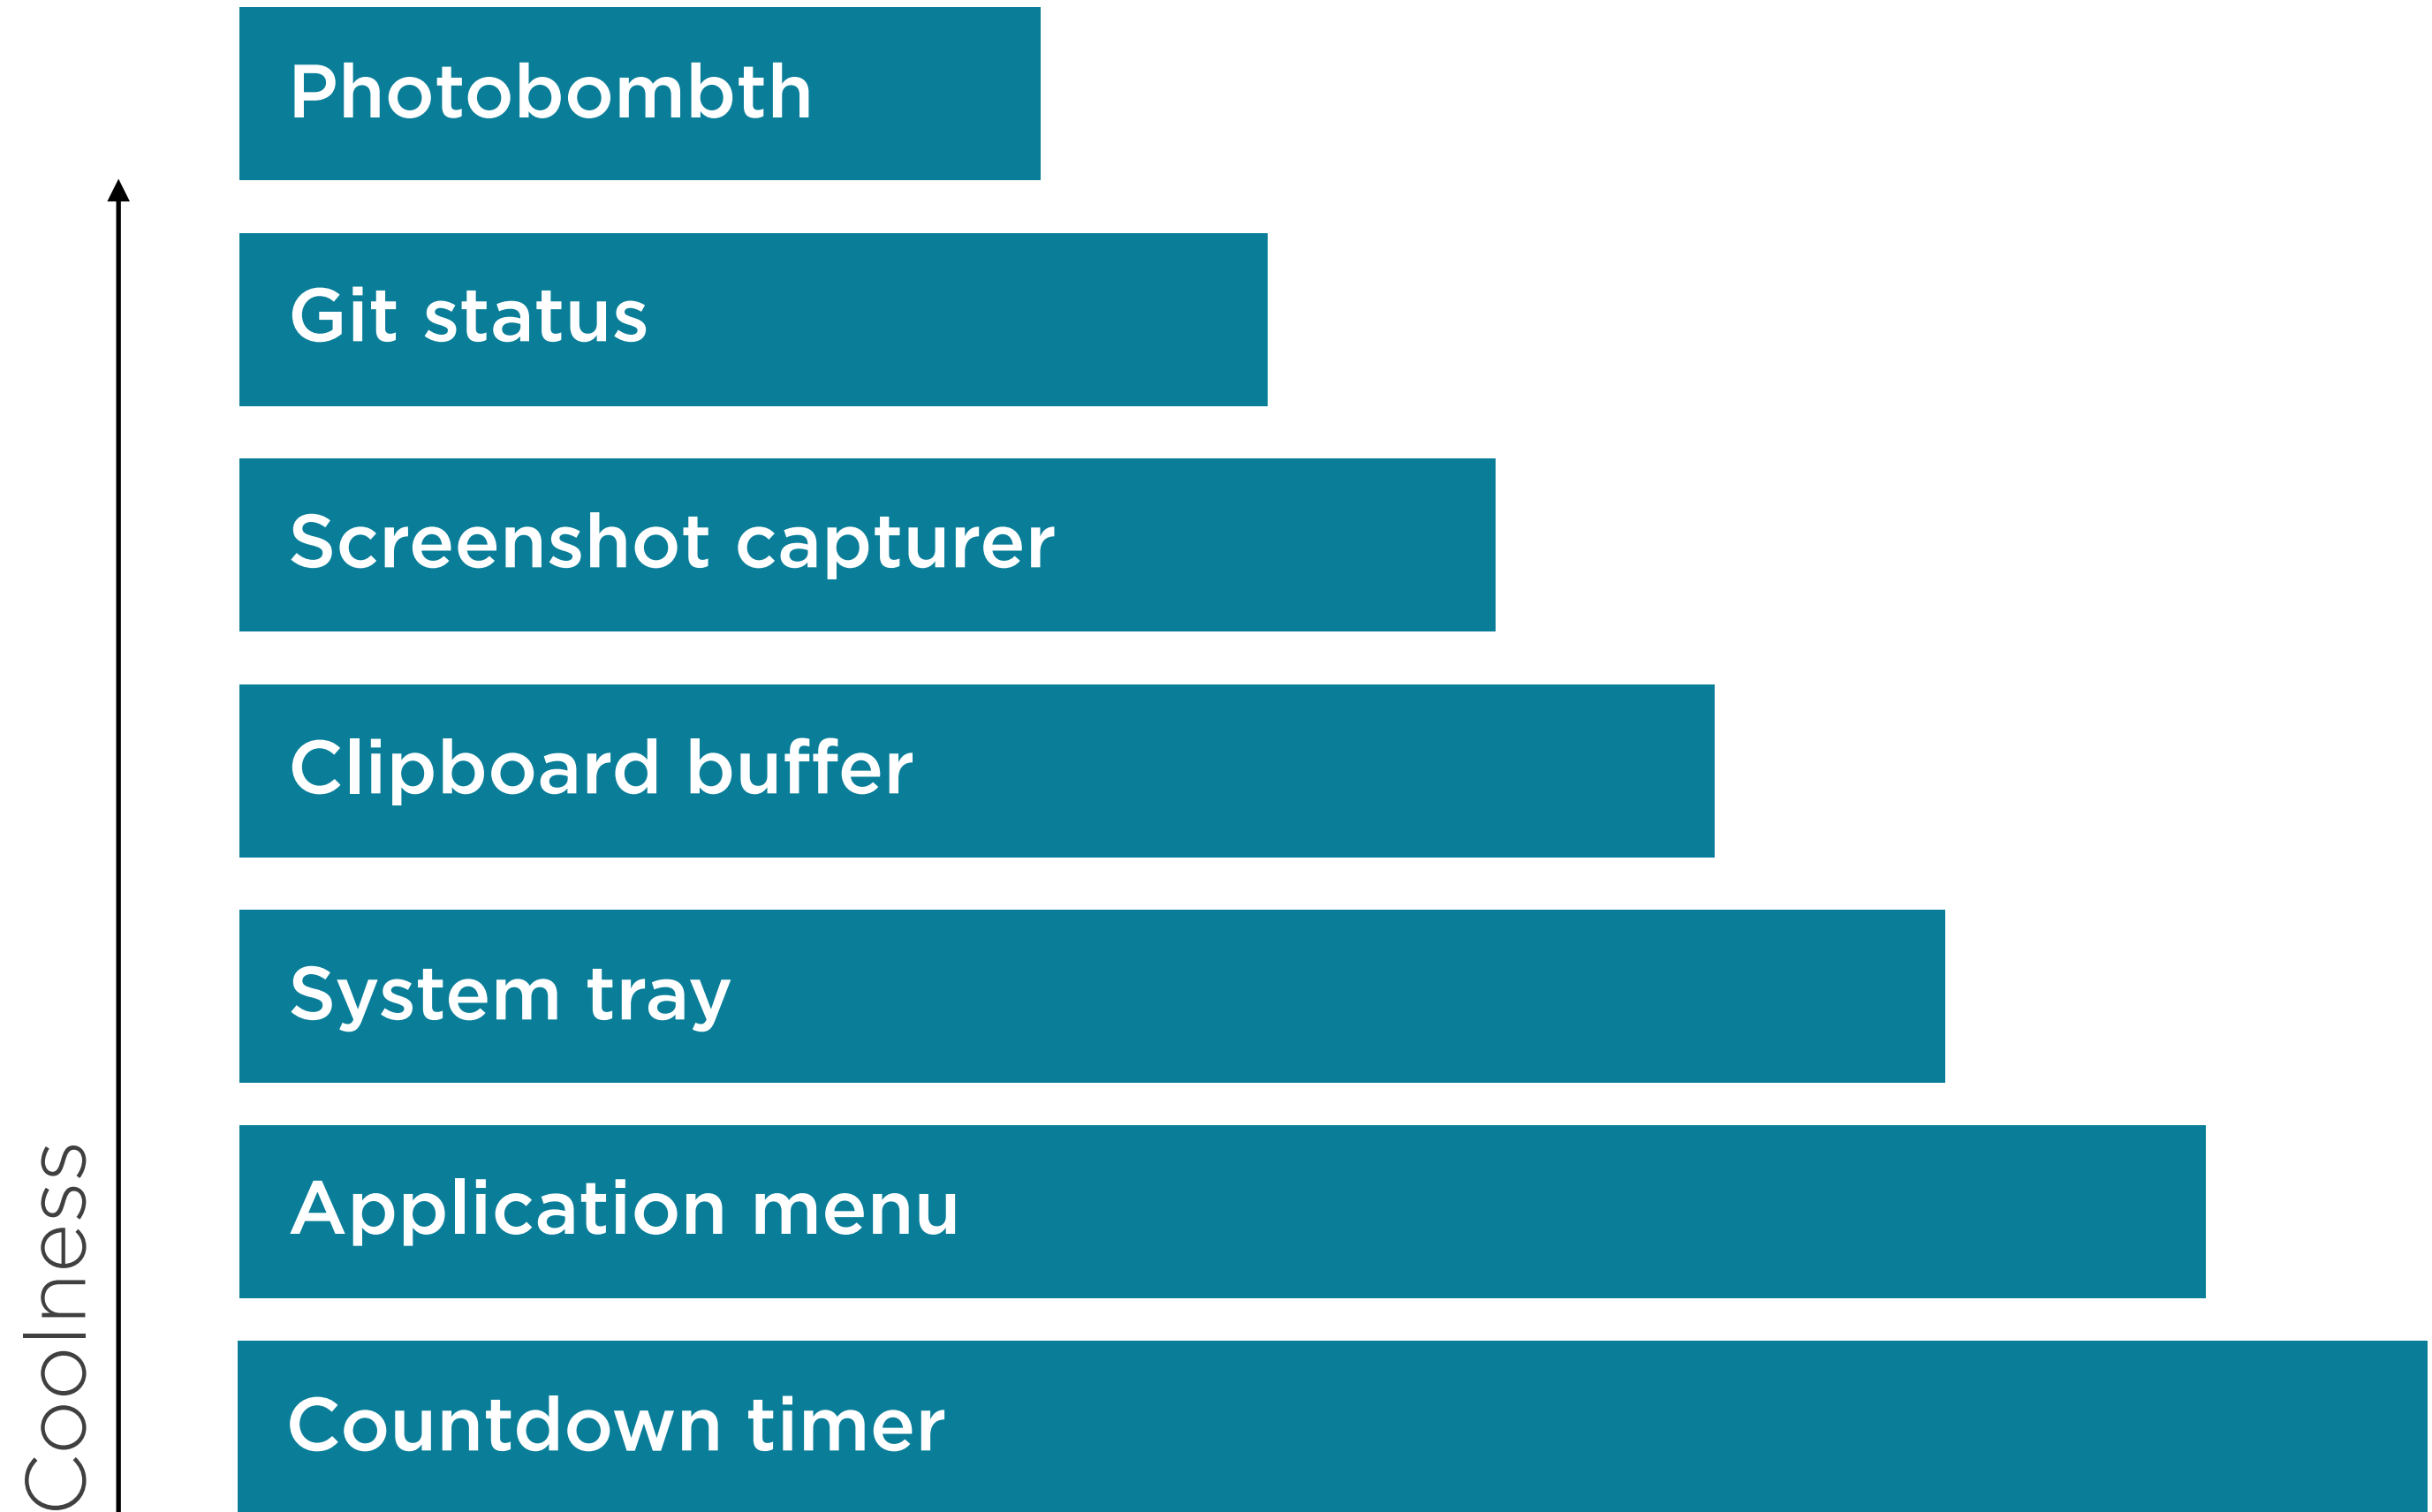 Photobombth
Git status
Screenshot capturer
Clipboard buffer
System tray
Application menu
Countdown timer
Coolness